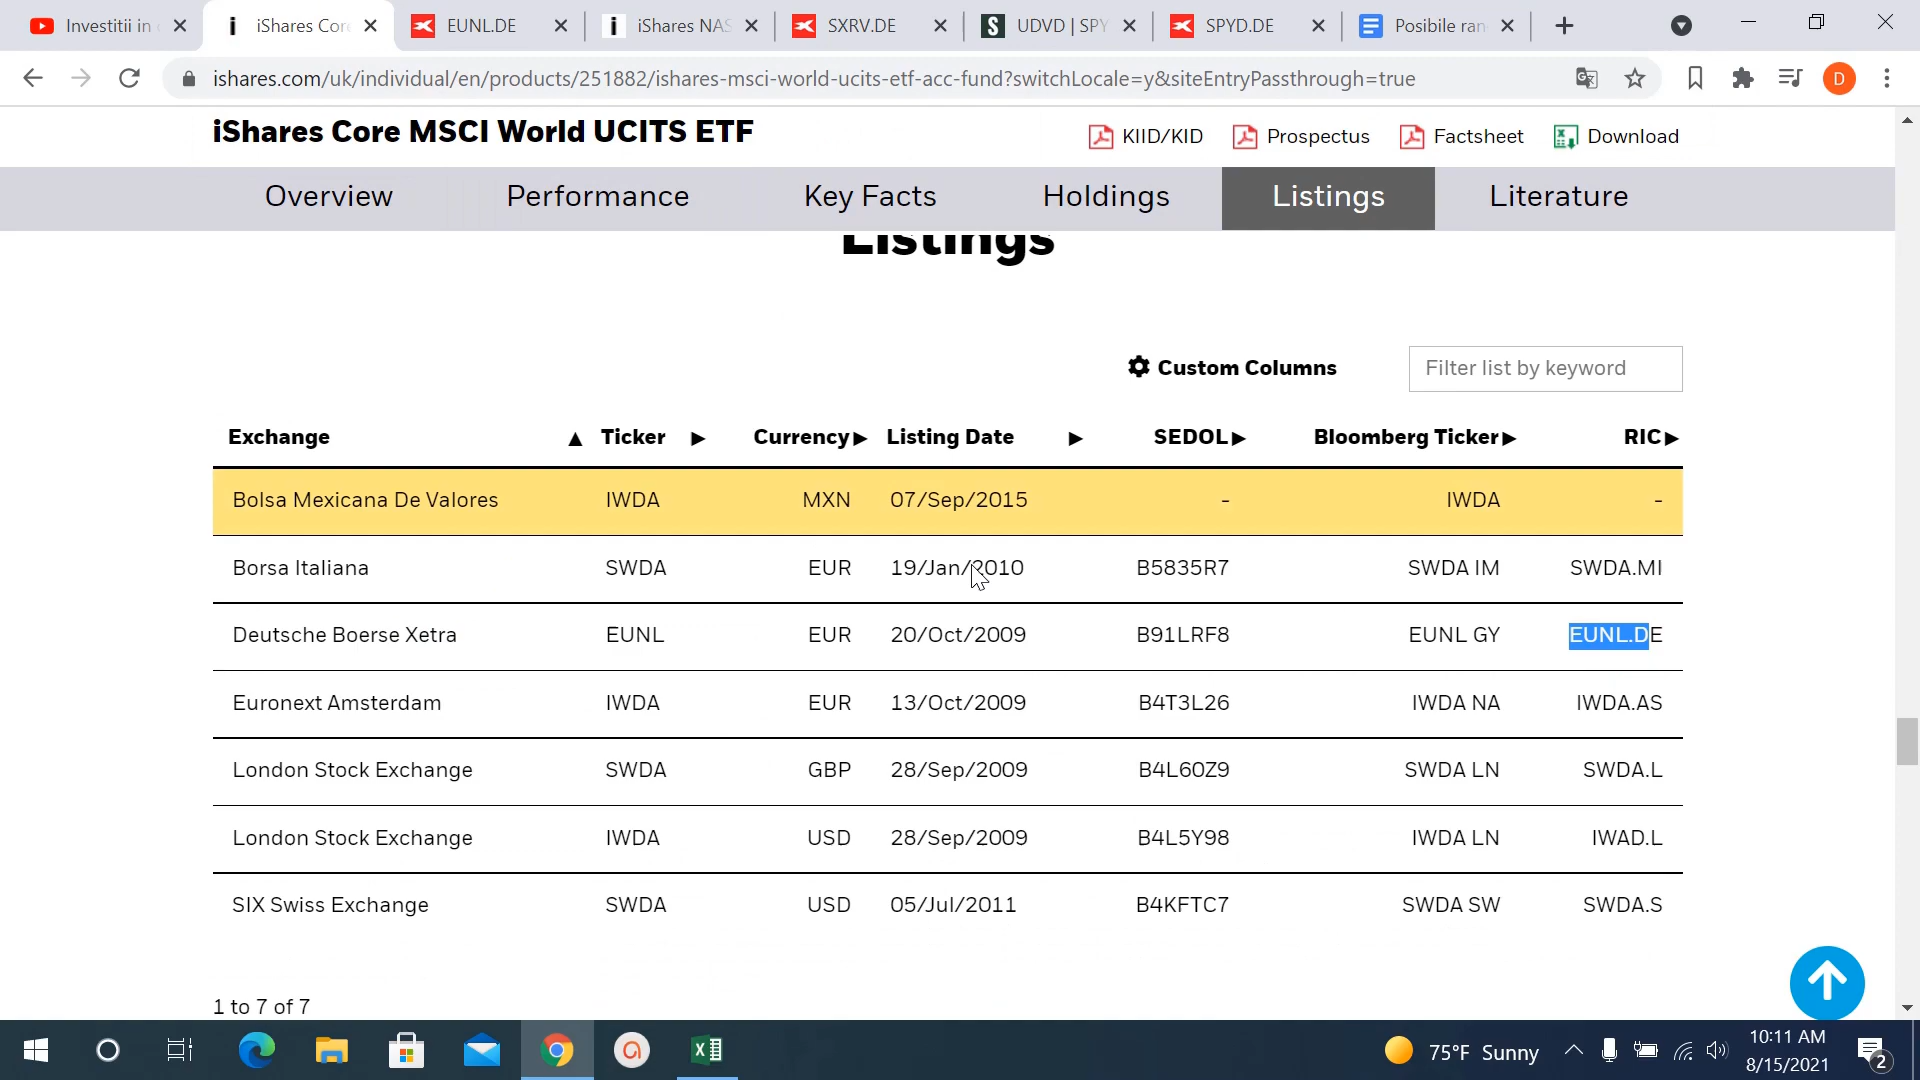 Investitii in
iShares Cor
EUNL.DE
iShares NAS
SXRV.DE
UDVD | SPY
SPYD.DE
Posibile ran
ishares.com/uk/individual/en/products/251882/ishares-msci-world-ucits-etf-acc-fund?switchLocale=y&siteEntryPassthrough=true
D
iShares Core MSCI World UCITS ETF
KIID/KID
Prospectus
Factsheet
Download
Overview
Performance
Key Facts
Holdings
Listings
Literature
Listings
Custom Columns
Filter list by keyword
Exchange ▲ Ticker ▶ Currency▶ Listing Date ▶ SEDOL▶ Bloomberg Ticker▶ RIC▶
Bolsa Mexicana De Valores IWDA MXN 07/Sep/2015 - IWDA -
Borsa Italiana SWDA EUR 19/Jan/2010 B5835R7 SWDA IM SWDA.MI
Deutsche Boerse Xetra EUNL EUR 20/Oct/2009 B91LRF8 EUNL GY EUNL.DE
Euronext Amsterdam IWDA EUR 13/Oct/2009 B4T3L26 IWDA NA IWDA.AS
London Stock Exchange SWDA GBP 28/Sep/2009 B4L60Z9 SWDA LN SWDA.L
London Stock Exchange IWDA USD 28/Sep/2009 B4L5Y98 IWDA LN IWAD.L
SIX Swiss Exchange SWDA USD 05/Jul/2011 B4KFTC7 SWDA SW SWDA.S
1 to 7 of 7
75°F Sunny
10:11 AM
8/15/2021
2